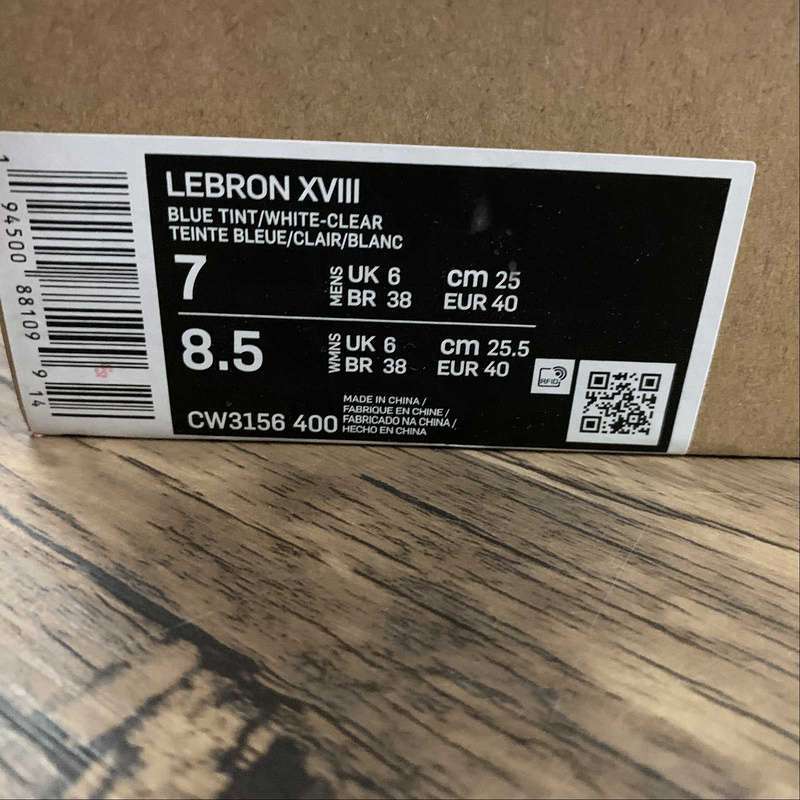 LEBRON XVIII
BLUE TINT/WHITE-CLEAR
TEINTE BLEUE/CLAIR/BLANC
7 MENS UK 6 cm 25
BR 38 EUR 40
8.5 WMNS UK 6 cm 25.5
BR 38 EUR 40
RFID
CW3156 400
MADE IN CHINA /
FABRIQUE EN CHINE /
FABRICADO NA CHINA /
HECHO EN CHINA
1 94500 88109 9 14